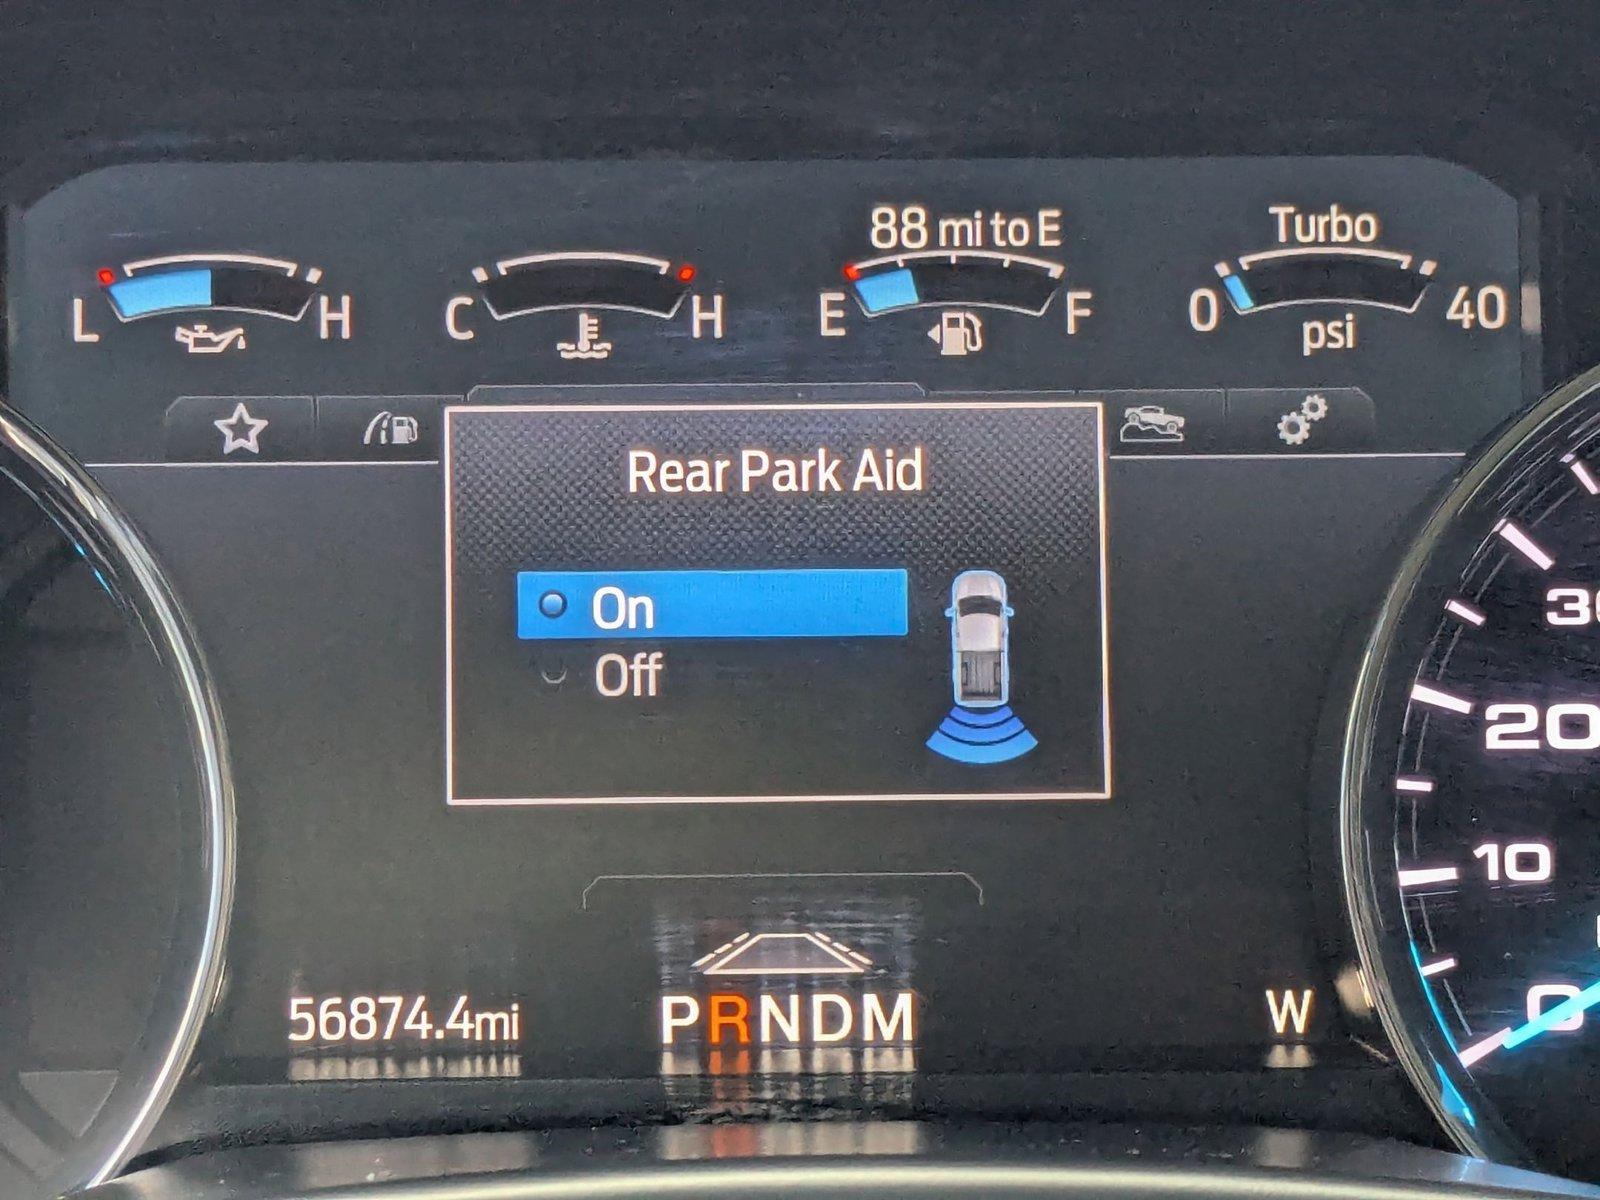 88 mi to E
Turbo
L H
C H
E F
0 40
psi
Rear Park Aid
On
Off
20
10
0
56874.4mi
PRNDM
W